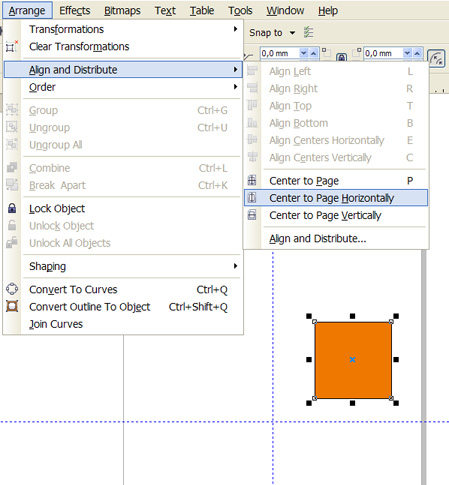 Arrange Effects Bitmaps Text Table Tools Window Help
Transformations
Clear Transformations
Align and Distribute
Order
Group Ctrl+G
Ungroup Ctrl+U
Ungroup All
Combine Ctrl+L
Break Apart Ctrl+K
Lock Object
Unlock Object
Unlock All Objects
Shaping
Convert To Curves Ctrl+Q
Convert Outline To Object Ctrl+Shift+Q
Join Curves
Snap to
0,0 mm 0,0 mm
Align Left L
Align Right R
Align Top T
Align Bottom B
Align Centers Horizontally E
Align Centers Vertically C
Center to Page P
Center to Page Horizontally
Center to Page Vertically
Align and Distribute...